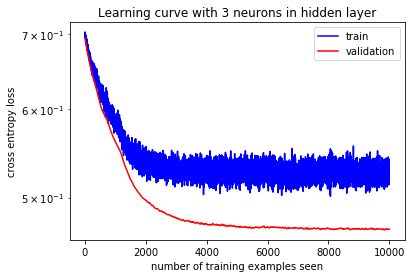 Learning curve with 3 neurons in hidden layer
train
validation
cross entropy loss
7 × 10⁻¹
6 × 10⁻¹
5 × 10⁻¹
0 2000 4000 6000 8000 10000
number of training examples seen